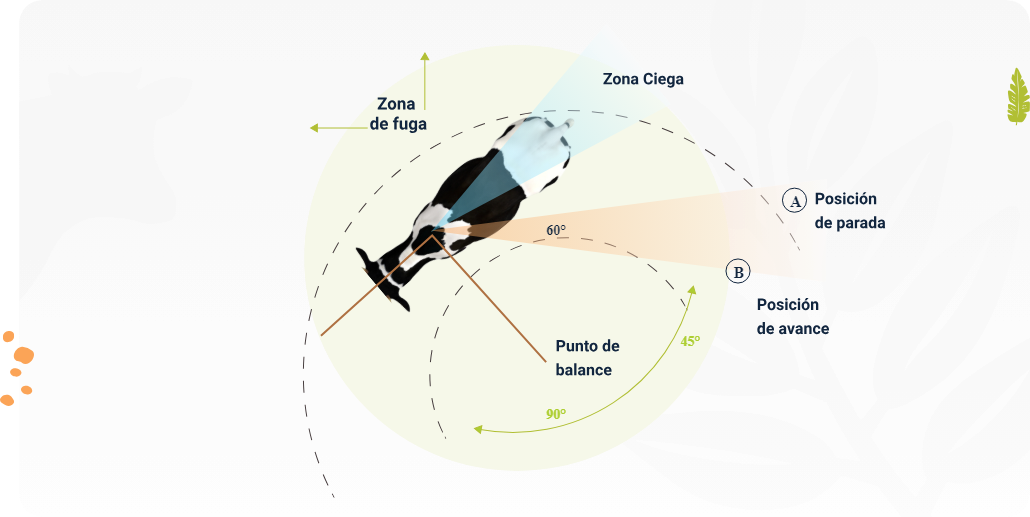 Zona Ciega
Zona
de fuga
A
Posición
de parada
60°
B
Posición
de avance
Punto de
balance
45°
90°